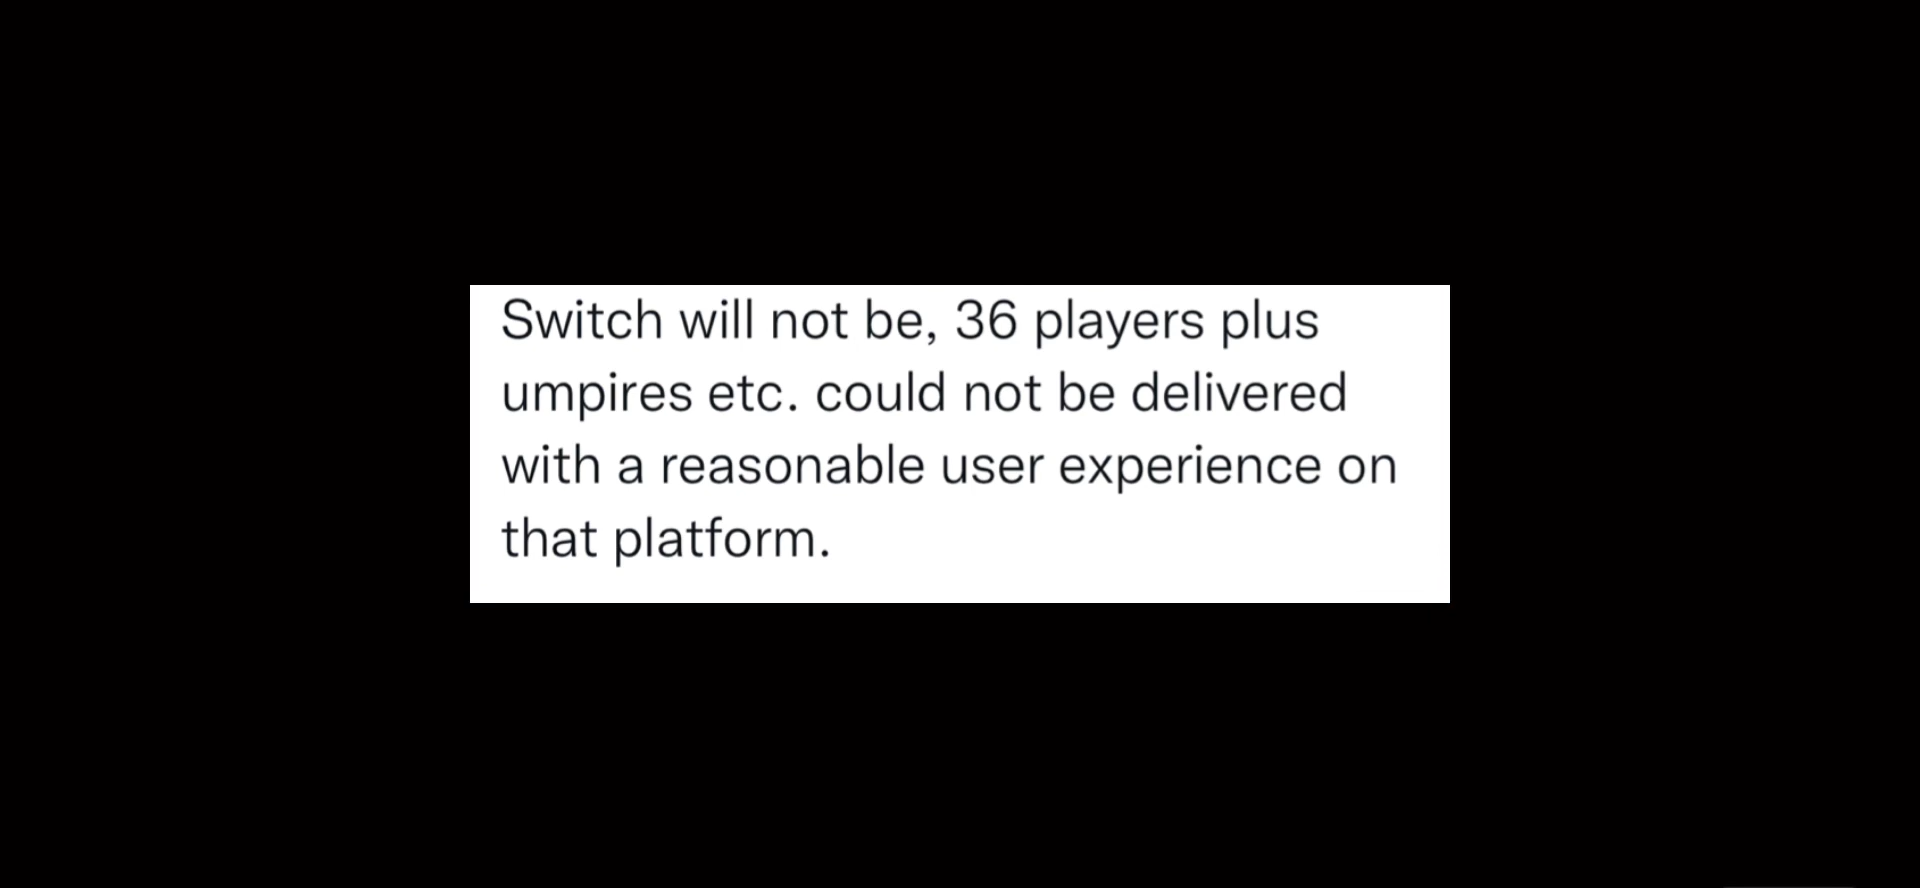 Switch will not be, 36 players plus
umpires etc. could not be delivered
with a reasonable user experience on
that platform.